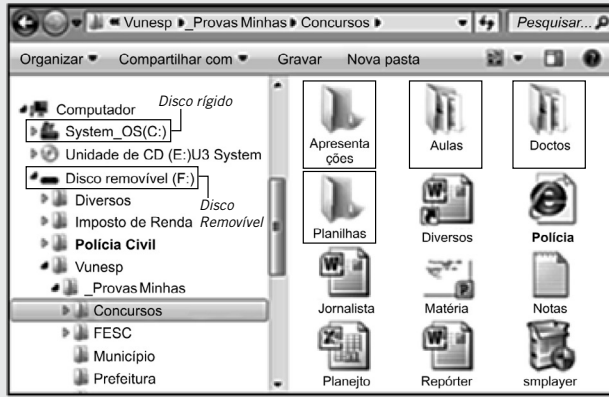 Vunesp _Provas Minhas Concursos Pesquisar...
Organizar Compartilhar com Gravar Nova pasta
Computador
Disco rígido
System_OS(C:)
Unidade de CD (E:)U3 System
Disco removível (F:)
Disco
Removível
Diversos
Imposto de Renda
Polícia Civil
Vunesp
_Provas Minhas
Concursos
FESC
Município
Prefeitura
Apresenta
ções
Aulas
Doctos
Planilhas
Diversos
Polícia
Jornalista
Matéria
Notas
Planejto
Repórter
smplayer